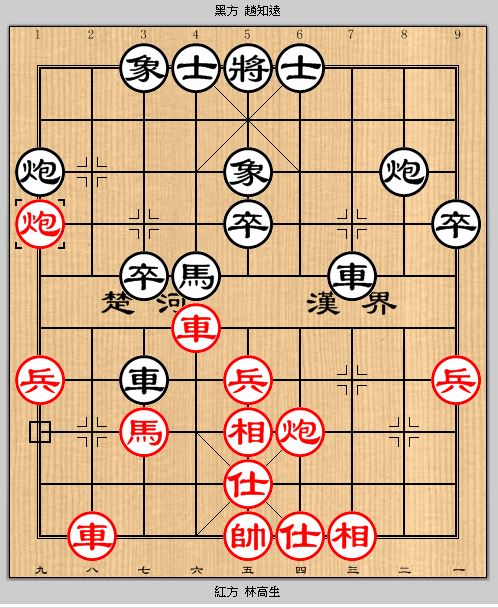 黑方 趙知遠
1 2 3 4 5 6 7 8 9
象 士 將 士
炮 象 炮
炮 卒 卒
卒 馬 車
楚 河 漢 界
車
兵 車 兵 兵
馬 相 炮
仕
車 帥 仕 相
九 八 七 六 五 四 三 二 一
紅方 林高生